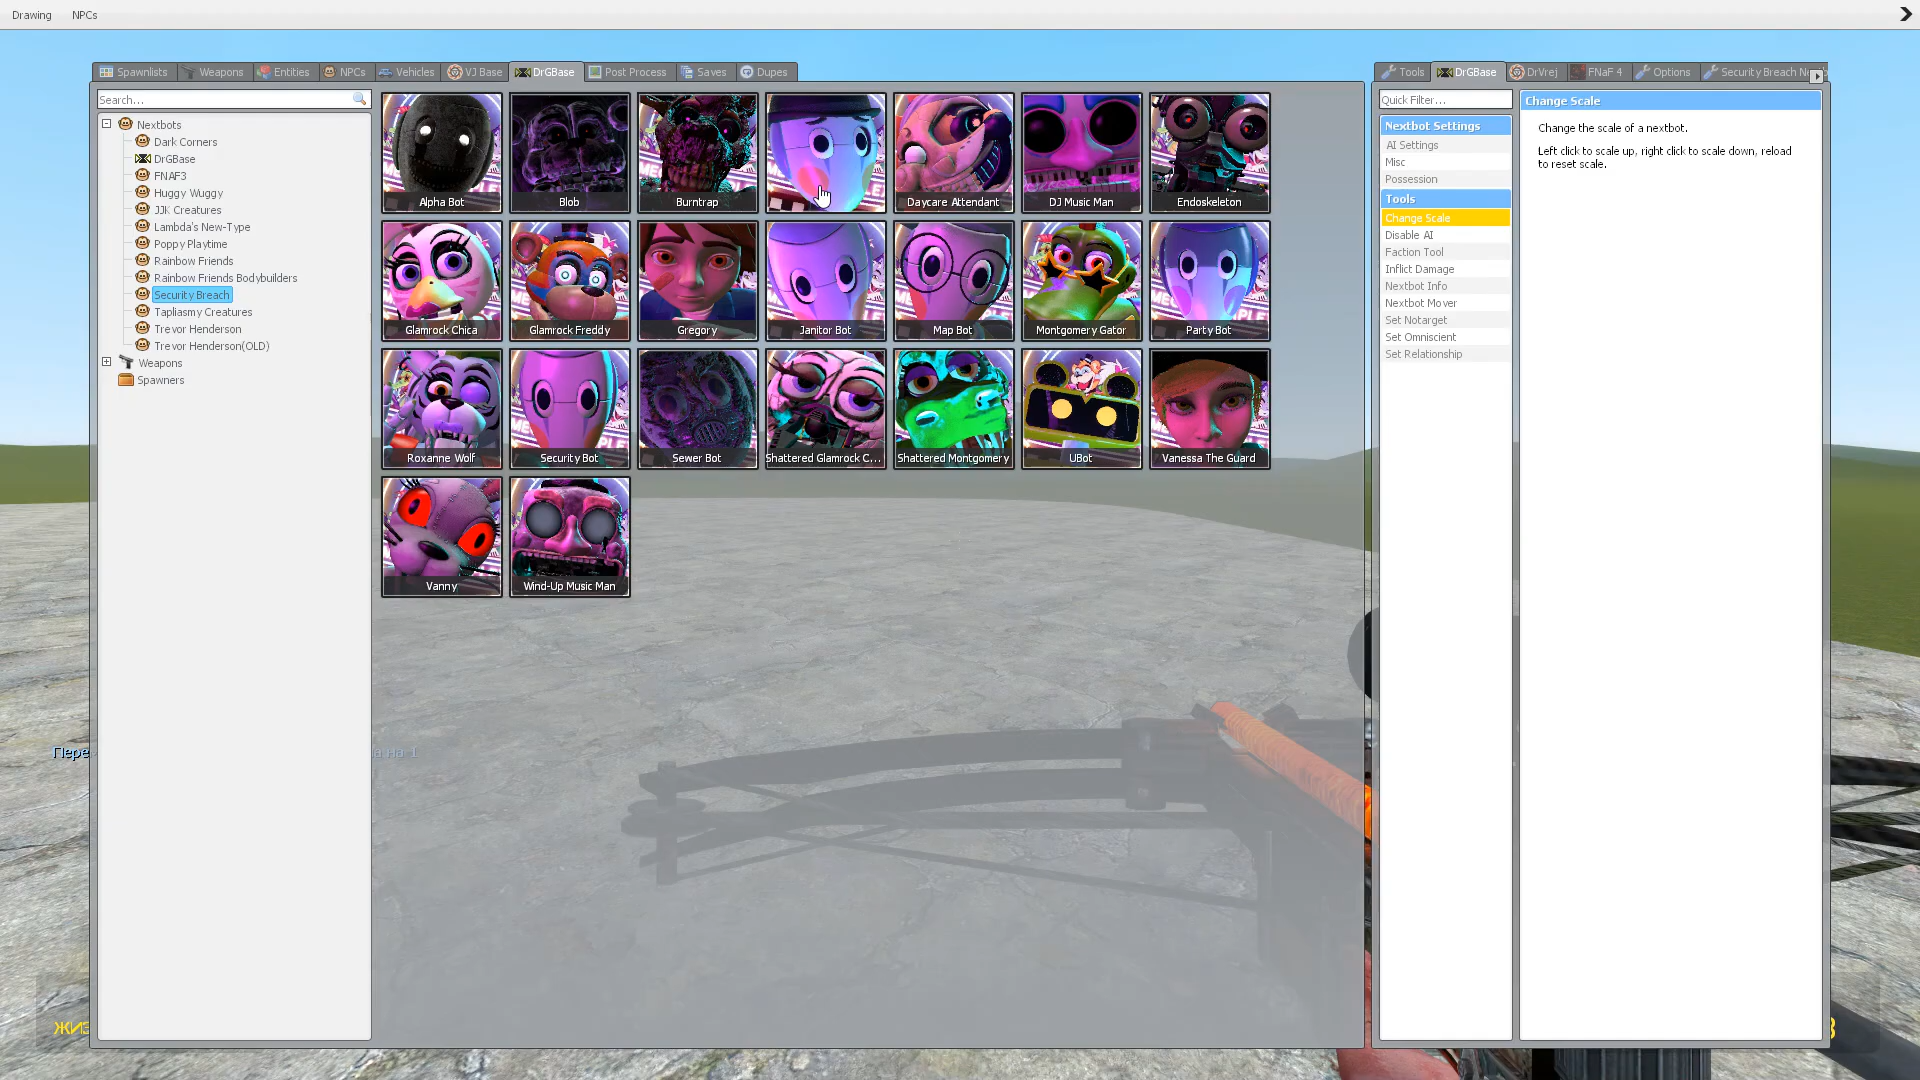 Drawing NPCs
Spawnlists Weapons Entities NPCs Vehicles VJ Base DrGBase Post Process Saves Dupes
Tools DrGBase DrVrej FNaF 4 Options Security Breach
Search...
Nextbots
Dark Corners
DrGBase
FNAF3
Huggy Wuggy
JJK Creatures
Lambda's New-Type
Poppy Playtime
Rainbow Friends
Rainbow Friends Bodybuilders
Security Breach
Tapliasmy Creatures
Trevor Henderson
Trevor Henderson(OLD)
Weapons
Spawners
Alpha Bot Blob Burntrap Daycare Attendant DJ Music Man Endoskeleton
Glamrock Chica Glamrock Freddy Gregory Janitor Bot Map Bot Montgomery Gator Party Bot
Roxanne Wolf Security Bot Sewer Bot Shattered Glamrock C... Shattered Montgomery UBot Vanessa The Guard
Vanny Wind-Up Music Man
Quick Filter...
Nextbot Settings
AI Settings
Misc
Possession
Tools
Change Scale
Disable AI
Faction Tool
Inflict Damage
Nextbot Info
Nextbot Mover
Set Notarget
Set Omniscient
Set Relationship
Change Scale
Change the scale of a nextbot.
Left click to scale up, right click to scale down, reload
to reset scale.
на 1